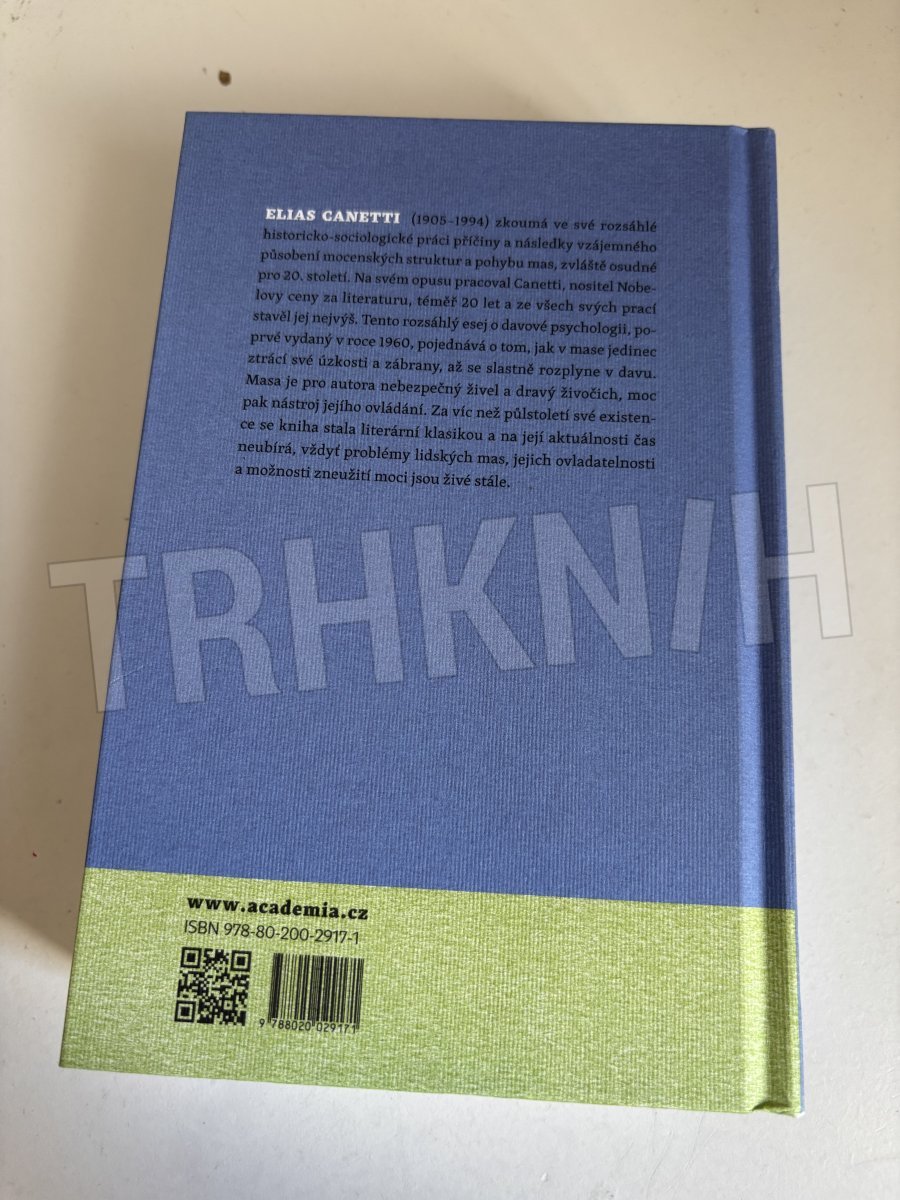 ELIAS CANETTI (1905–1994) zkoumá ve své rozsáhlé
historicko-sociologické práci příčiny a následky vzájemného
působení mocenských struktur a pohybu mas, zvláště osudné
pro 20. století. Na svém opusu pracoval Canetti, nositel Nobe-
lovy ceny za literaturu, téměř 20 let a ze všech svých prací
stavěl jej nejvýš. Tento rozsáhlý esej o davové psychologii, po-
prvé vydaný v roce 1960, pojednává o tom, jak v mase jedinec
ztrácí své úzkosti a zábrany, až se slastně rozplyne v davu.
Masa je pro autora nebezpečný živel a dravý živočich, moc
pak nástroj jejího ovládání. Za víc než půlstoletí své existen-
ce se kniha stala literární klasikou a na její aktuálnosti čas
neubírá, vždyť problémy lidských mas, jejich ovladatelnosti
a možnosti zneužití moci jsou živé stále.
TRHKNIH
www.academia.cz
ISBN 978-80-200-2917-1
9 788020 029171